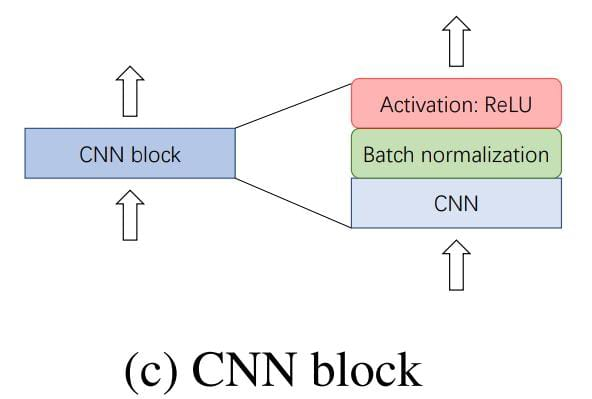 Activation: ReLU
CNN block
Batch normalization
CNN
(c) CNN block